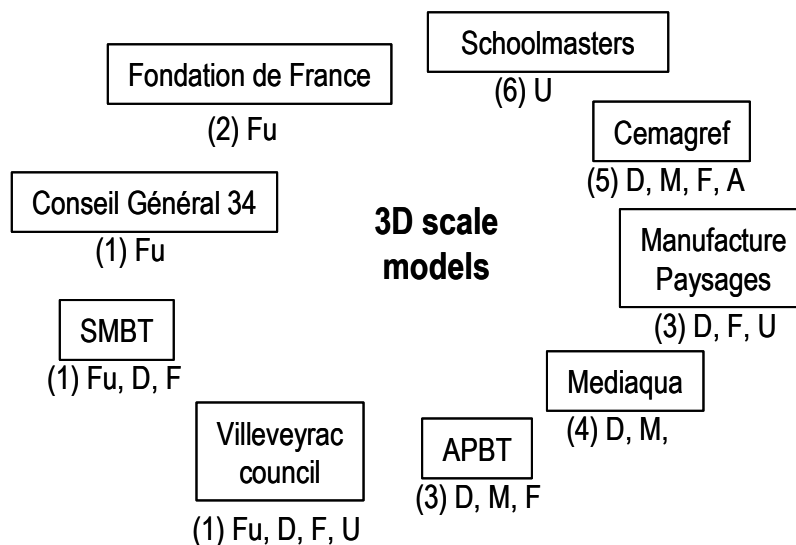 Schoolmasters
(6) U
Fondation de France
(2) Fu
Cemagref
(5) D, M, F, A
Conseil Général 34
(1) Fu
3D scale
models
Manufacture
Paysages
(3) D, F, U
SMBT
(1) Fu, D, F
Mediaqua
(4) D, M,
Villeveyrac
council
(1) Fu, D, F, U
APBT
(3) D, M, F